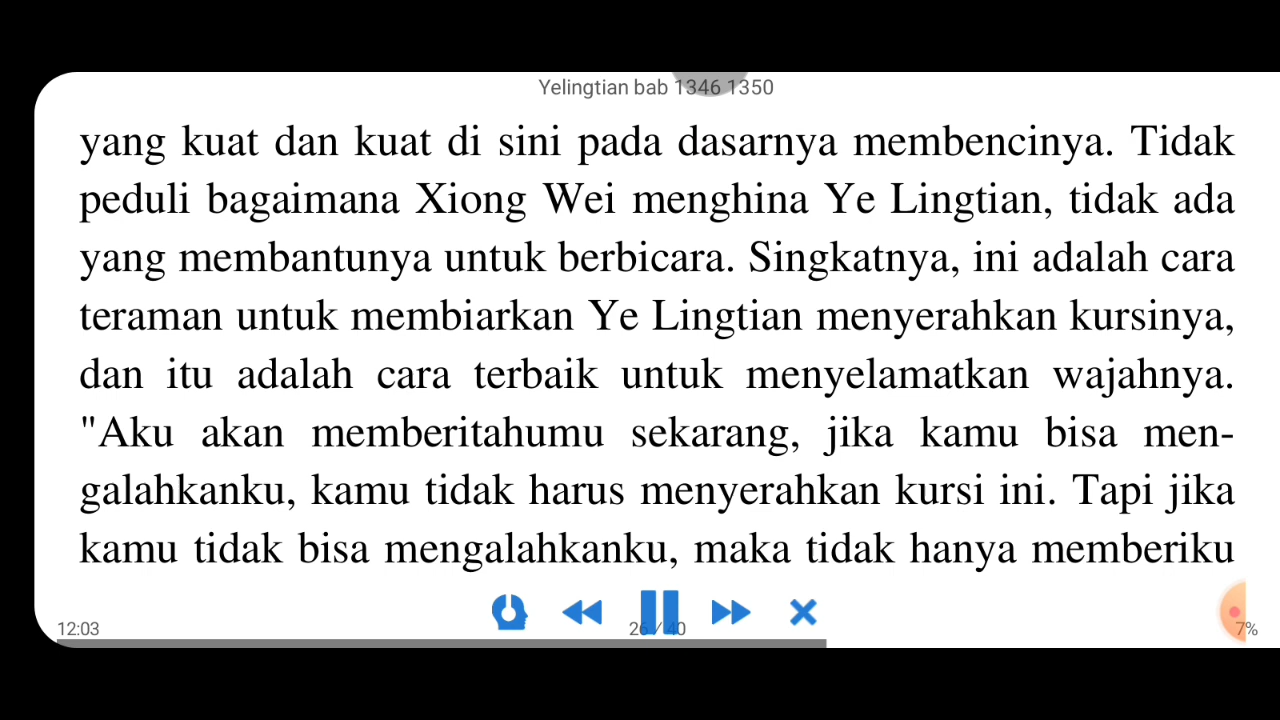 Yelingtian bab 1346 1350
yang kuat dan kuat di sini pada dasarnya membencinya. Tidak
peduli bagaimana Xiong Wei menghina Ye Lingtian, tidak ada
yang membantunya untuk berbicara. Singkatnya, ini adalah cara
teraman untuk membiarkan Ye Lingtian menyerahkan kursinya,
dan itu adalah cara terbaik untuk menyelamatkan wajahnya.
"Aku akan memberitahumu sekarang, jika kamu bisa men-
galahkanku, kamu tidak harus menyerahkan kursi ini. Tapi jika
kamu tidak bisa mengalahkanku, maka tidak hanya memberiku
12:03
26 / 40
7%